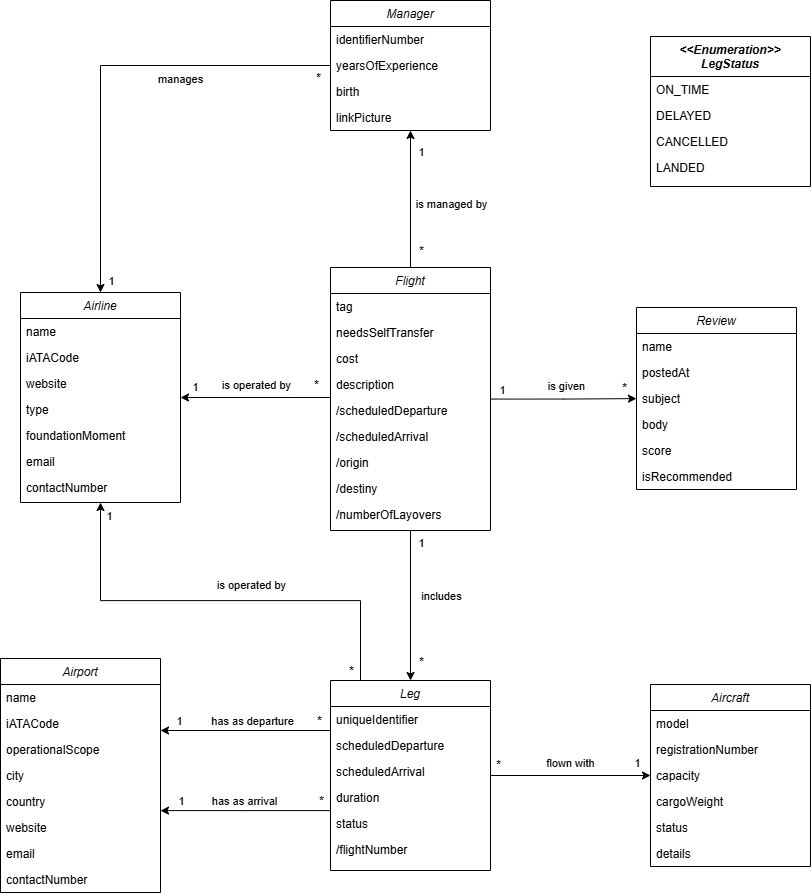 Manager
identifierNumber
yearsOfExperience
birth
linkPicture
manages
*
1
<<Enumeration>>
LegStatus
ON_TIME
DELAYED
CANCELLED
LANDED
1
is managed by
*
Airline
name
iATACode
website
type
foundationMoment
email
contactNumber
1
is operated by
*
Flight
tag
needsSelfTransfer
cost
description
/scheduledDeparture
/scheduledArrival
/origin
/destiny
/numberOfLayovers
1
is given
*
Review
name
postedAt
subject
body
score
isRecommended
1
is operated by
*
1
includes
*
Airport
name
iATACode
operationalScope
city
country
website
email
contactNumber
1
has as departure
*
1
has as arrival
*
Leg
uniqueIdentifier
scheduledDeparture
scheduledArrival
duration
status
/flightNumber
*
flown with
1
Aircraft
model
registrationNumber
capacity
cargoWeight
status
details